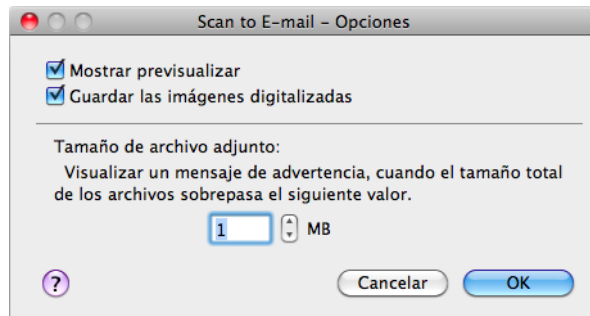 Scan to E-mail – Opciones
Mostrar previsualizar
Guardar las imágenes digitalizadas
Tamaño de archivo adjunto:
Visualizar un mensaje de advertencia, cuando el tamaño total
de los archivos sobrepasa el siguiente valor.
1 MB
? Cancelar OK